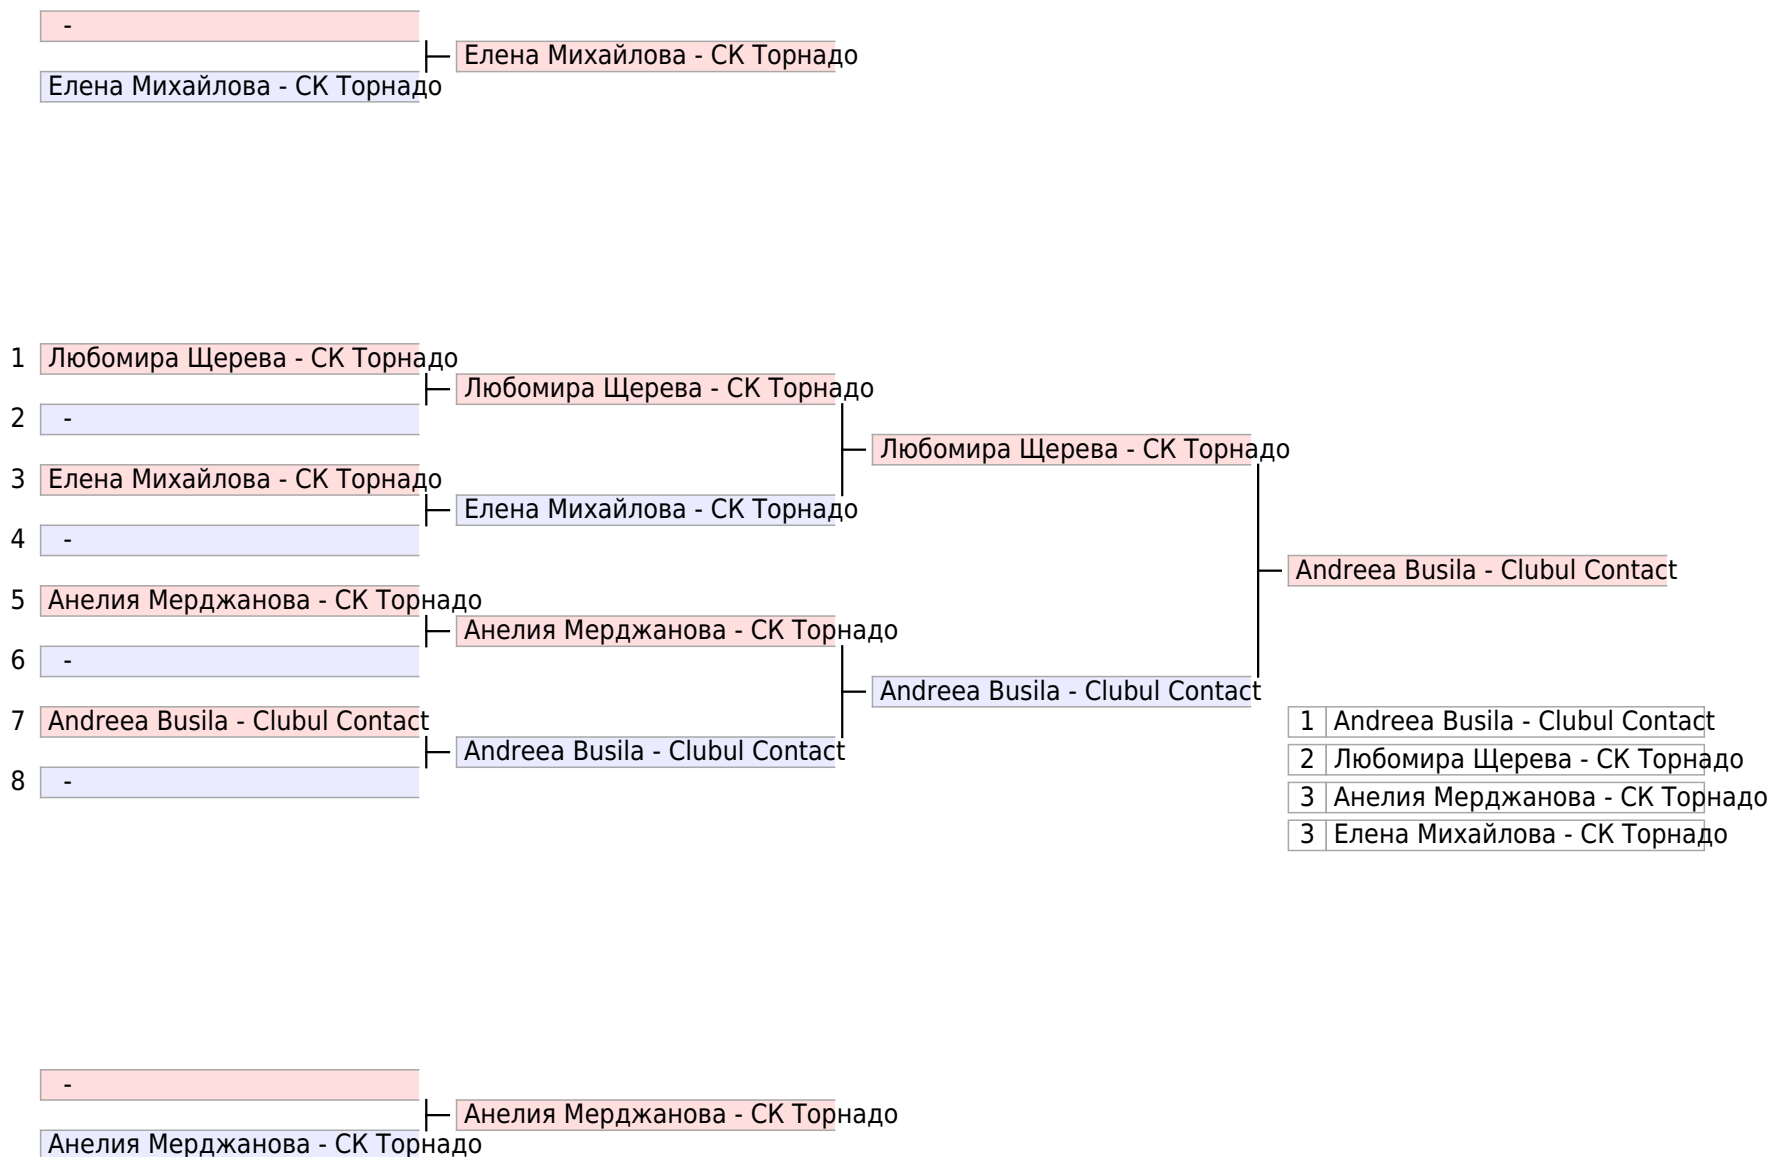 -
Елена Михайлова - СК Торнадо
Елена Михайлова - СК Торнадо
1 Любомира Щерева - СК Торнадо
Любомира Щерева - СК Торнадо
2 -
Любомира Щерева - СК Торнадо
3 Елена Михайлова - СК Торнадо
Елена Михайлова - СК Торнадо
4 -
Andreea Busila - Clubul Contact
5 Анелия Мерджанова - СК Торнадо
Анелия Мерджанова - СК Торнадо
6 -
Andreea Busila - Clubul Contact
7 Andreea Busila - Clubul Contact
1 Andreea Busila - Clubul Contact
Andreea Busila - Clubul Contact
2 Любомира Щерева - СК Торнадо
8 -
3 Анелия Мерджанова - СК Торнадо
3 Елена Михайлова - СК Торнадо
-
Анелия Мерджанова - СК Торнадо
Анелия Мерджанова - СК Торнадо